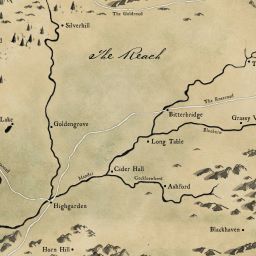 The Goldroad
Silverhill
The Reach
The Roseroad
Bitterbridge
Lake
Goldengrove
Blueburn
Grassy V
Long Table
Mander
Cider Hall
Cockleswhent
Ashford
Highgarden
Blackhaven
Horn Hill